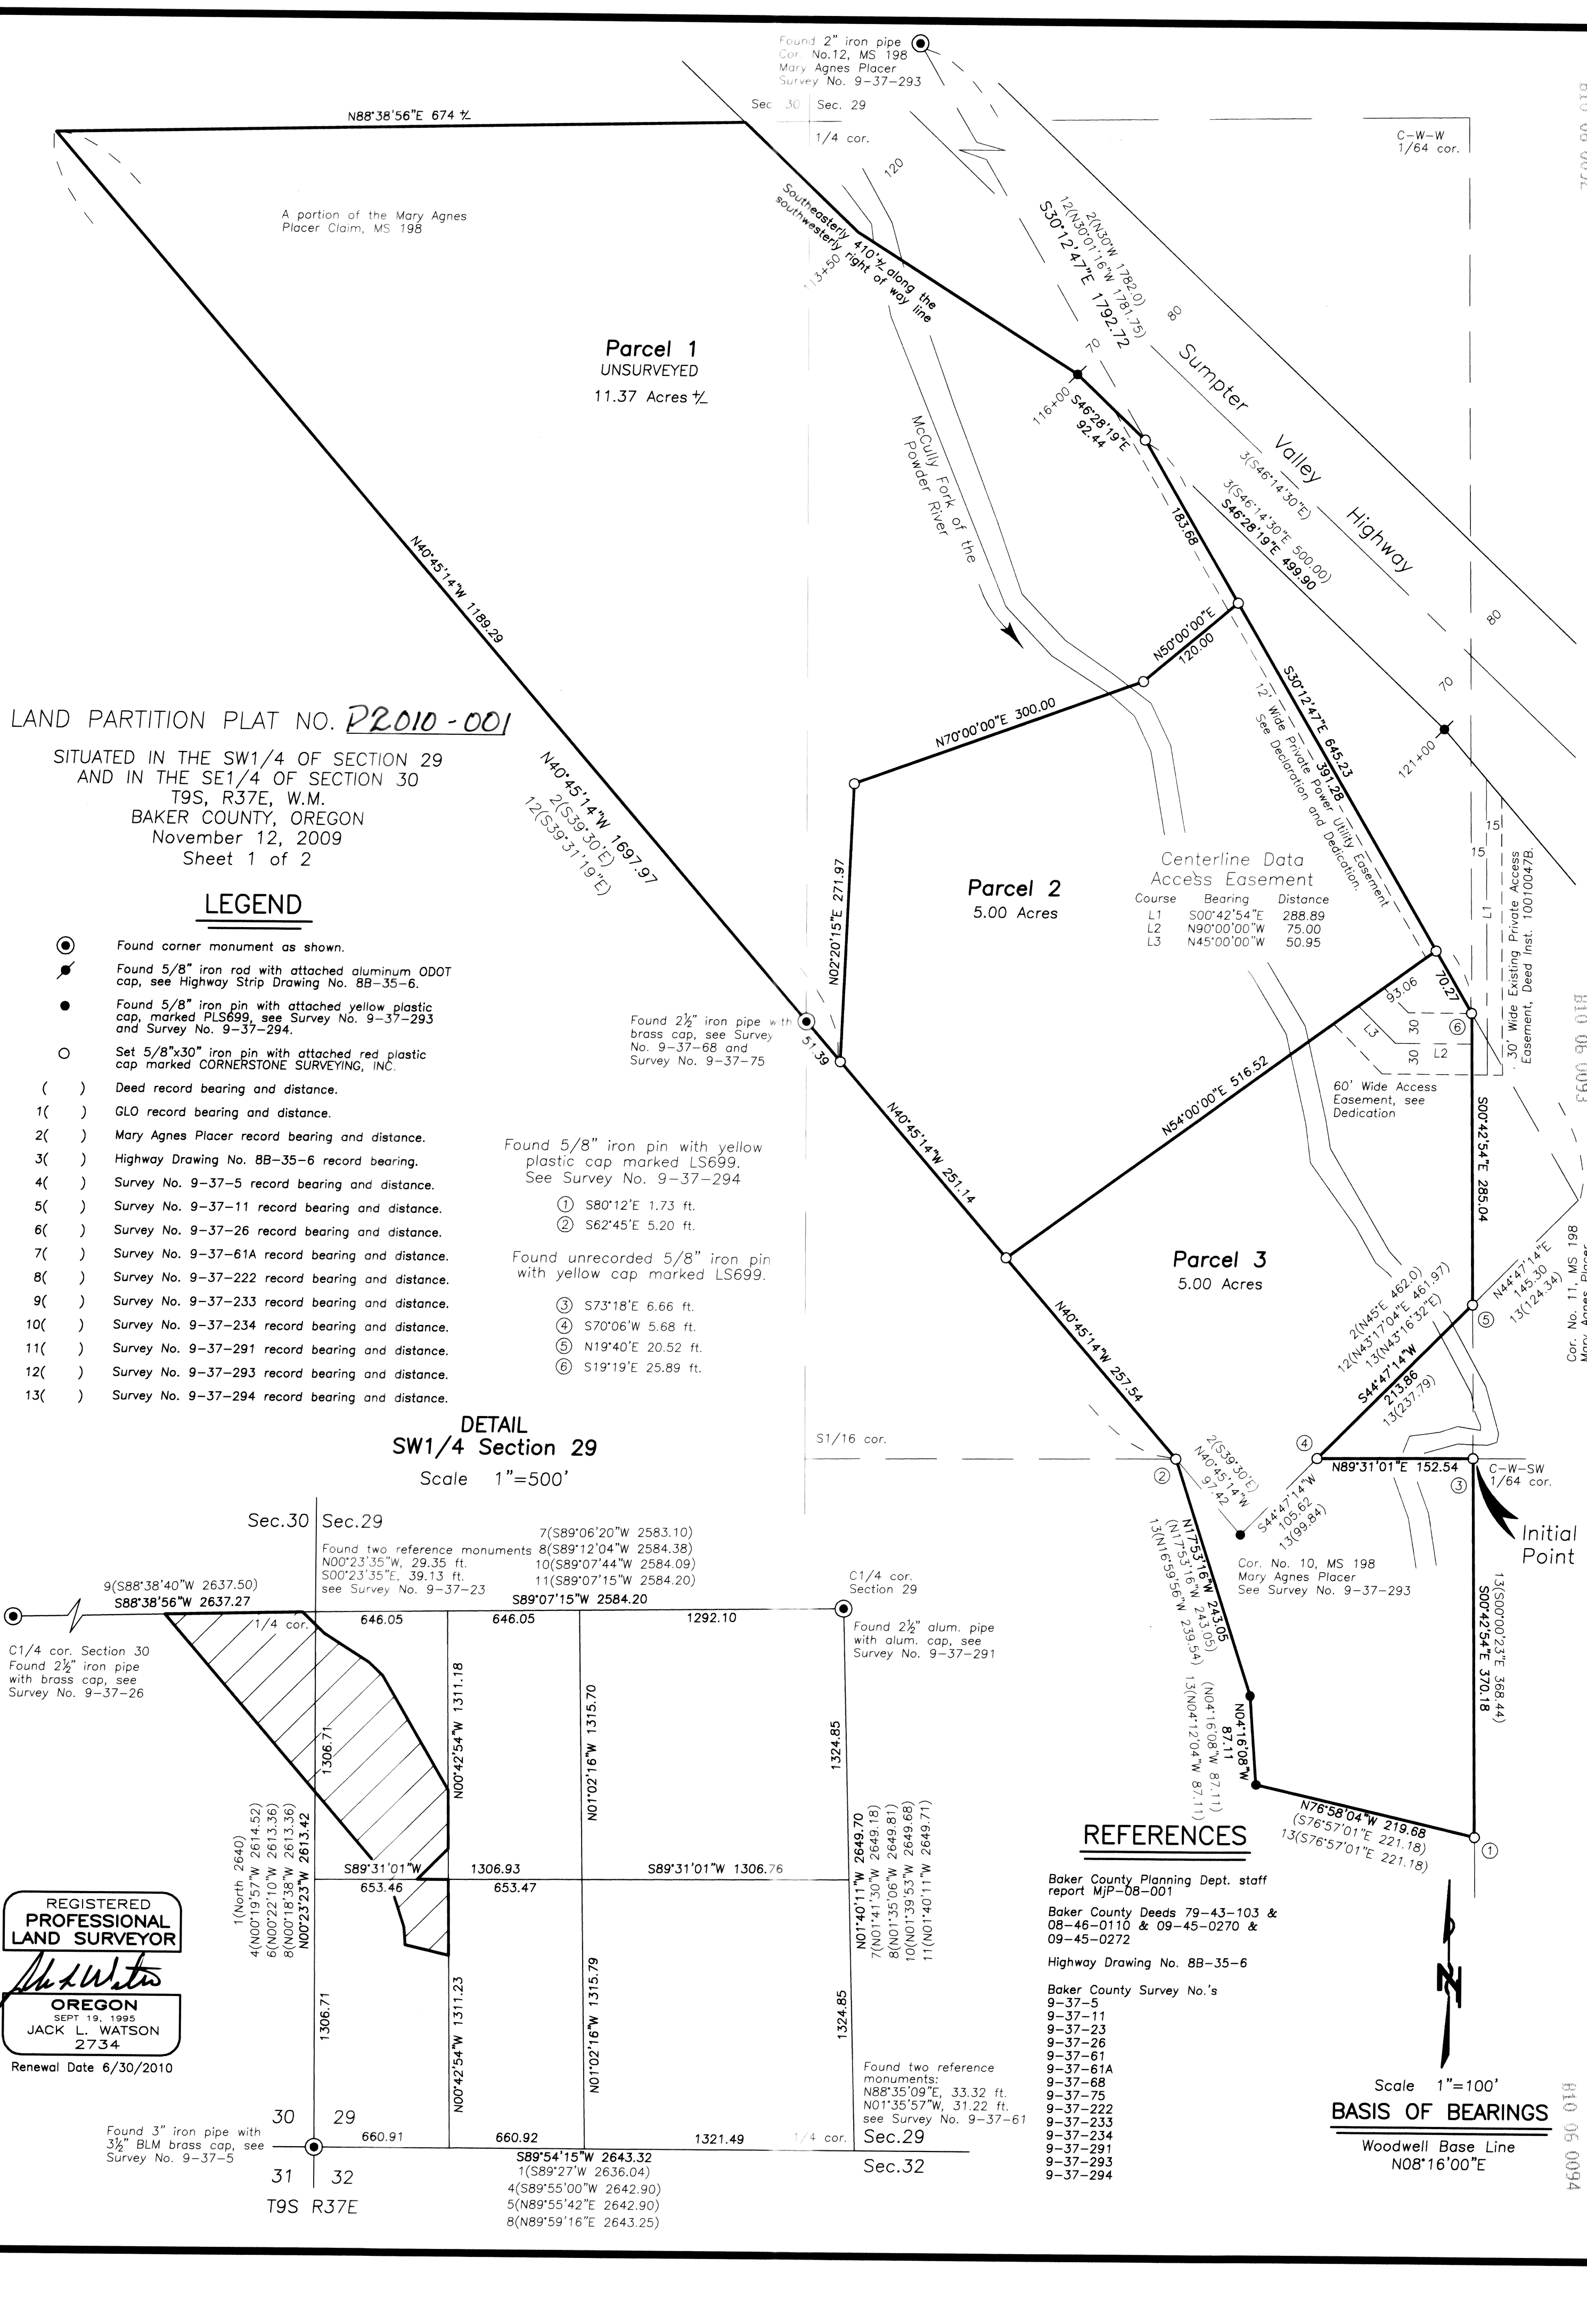 Found 2" iron pipe
Cor. No.12, MS 198
Mary Agnes Placer
Survey No. 9-37-293
Sec 30 Sec. 29
1/4 cor.
C-W-W
1/64 cor.
N88°38'56"E 674 +/-
A portion of the Mary Agnes
Placer Claim, MS 198
120
113+50
Southeasterly 410'+/- along the
southwesterly right of way line
2(N30°W 1782.0)
12(N30°01'16"W 1781.75)
S30°12'47"E 1792.72
80
70
Sumpter Valley Highway
Parcel 1
UNSURVEYED
11.37 Acres +/-
116+00
S46°28'19"E
92.44
McCully Fork of the
Powder River
3(S46°14'30"E)
3(S46°14'30"E 500.00)
S46°28'19"E 499.90
183.68
80
70
121+00
N40°45'14"W 1189.29
N50°00'00"E
120.00
N70°00'00"E 300.00
S30°12'47"E 645.23
391.28
12' Wide Private Power Utility Easement
See Declaration and Dedication.
LAND PARTITION PLAT NO. P2010-001
SITUATED IN THE SW1/4 OF SECTION 29
AND IN THE SE1/4 OF SECTION 30
T9S, R37E, W.M.
BAKER COUNTY, OREGON
November 12, 2009
Sheet 1 of 2
N40°45'14"W 1697.97
2(S39°30'E)
12(S39°31'19"E)
N02°20'15"E 271.97
Parcel 2
5.00 Acres
Centerline Data
Access Easement
Course Bearing Distance
L1 S00°42'54"E 288.89
L2 N90°00'00"W 75.00
L3 N45°00'00"W 50.95
15
15
L1
30' Wide Existing Private Access
Easement, Deed Inst. 10010047B.
LEGEND
Found corner monument as shown.
Found 5/8" iron rod with attached aluminum ODOT
cap, see Highway Strip Drawing No. 8B-35-6.
Found 5/8" iron pin with attached yellow plastic
cap, marked PLS699, see Survey No. 9-37-293
and Survey No. 9-37-294.
Set 5/8"x30" iron pin with attached red plastic
cap marked CORNERSTONE SURVEYING, INC.
( ) Deed record bearing and distance.
1( ) GLO record bearing and distance.
2( ) Mary Agnes Placer record bearing and distance.
3( ) Highway Drawing No. 8B-35-6 record bearing.
4( ) Survey No. 9-37-5 record bearing and distance.
5( ) Survey No. 9-37-11 record bearing and distance.
6( ) Survey No. 9-37-26 record bearing and distance.
7( ) Survey No. 9-37-61A record bearing and distance.
8( ) Survey No. 9-37-222 record bearing and distance.
9( ) Survey No. 9-37-233 record bearing and distance.
10( ) Survey No. 9-37-234 record bearing and distance.
11( ) Survey No. 9-37-291 record bearing and distance.
12( ) Survey No. 9-37-293 record bearing and distance.
13( ) Survey No. 9-37-294 record bearing and distance.
Found 2½" iron pipe with
brass cap, see Survey
No. 9-37-68 and
Survey No. 9-37-75
51.39
93.06
70.27
L3
30
30
L2
6
60' Wide Access
Easement, see
Dedication
N54°00'00"E 516.52
N40°45'14"W 251.14
S00°42'54"E 285.04
Found 5/8" iron pin with yellow
plastic cap marked LS699.
See Survey No. 9-37-294
1 S80°12'E 1.73 ft.
2 S62°45'E 5.20 ft.
Found unrecorded 5/8" iron pin
with yellow cap marked LS699.
3 S73°18'E 6.66 ft.
4 S70°06'W 5.68 ft.
5 N19°40'E 20.52 ft.
6 S19°19'E 25.89 ft.
Parcel 3
5.00 Acres
N40°45'14"W 257.54
2(N45°E 462.0)
12(N43°17'04"E 461.97)
13(N43°16'32"E)
S44°47'14"W
213.86
13(237.79)
N44°47'14"E
145.30
13(124.34)
5
Cor. No. 11, MS 198
Mary Agnes Placer
S1/16 cor.
2
2(S39°30'E)
N40°45'14"W
97.42
4
S44°47'14"W
105.62
13(99.84)
N89°31'01"E 152.54
3
C-W-SW
1/64 cor.
Initial
Point
Cor. No. 10, MS 198
Mary Agnes Placer
See Survey No. 9-37-293
N17°53'16"W 243.05
(N17°53'16"W 243.05)
13(N16°59'56"W 239.54)
N04°16'08"W
87.11
(N04°16'08"W 87.11)
13(N04°12'04"W 87.11)
13(S00°00'23"E 368.44)
S00°42'54"E 370.18
N76°58'04"W 219.68
(S76°57'01"E 221.18)
13(S76°57'01"E 221.18)
1
DETAIL
SW1/4 Section 29
Scale 1"=500'
Sec.30 Sec.29
Found two reference monuments
N00°23'35"W, 29.35 ft.
S00°23'35"E, 39.13 ft.
see Survey No. 9-37-23
7(S89°06'20"W 2583.10)
8(S89°12'04"W 2584.38)
10(S89°07'44"W 2584.09)
11(S89°07'15"W 2584.20)
S89°07'15"W 2584.20
9(S88°38'40"W 2637.50)
S88°38'56"W 2637.27
1/4 cor.
646.05
646.05
1292.10
C1/4 cor.
Section 29
Found 2½" alum. pipe
with alum. cap, see
Survey No. 9-37-291
C1/4 cor. Section 30
Found 2½" iron pipe
with brass cap, see
Survey No. 9-37-26
1306.71
N00°42'54"W 1311.18
N01°02'16"W 1315.70
1324.85
1(North 2640)
4(N00°19'57"W 2614.52)
6(N00°22'10"W 2613.36)
8(N00°18'38"W 2613.36)
N00°23'23"W 2613.42
S89°31'01"W 1306.93
653.46 653.47
S89°31'01"W 1306.76
N01°40'11"W 2649.70
7(N01°41'30"W 2649.18)
8(N01°35'06"W 2649.81)
10(N01°39'53"W 2649.68)
11(N01°40'11"W 2649.71)
1306.71
N00°42'54"W 1311.23
N01°02'16"W 1315.79
1324.85
REGISTERED
PROFESSIONAL
LAND SURVEYOR
OREGON
SEPT 19, 1995
JACK L. WATSON
2734
Renewal Date 6/30/2010
Found two reference
monuments:
N88°35'09"E, 33.32 ft.
N01°35'57"W, 31.22 ft.
see Survey No. 9-37-61
Found 3" iron pipe with
3½" BLM brass cap, see
Survey No. 9-37-5
30 29
31 32
T9S R37E
660.91
660.92
1321.49
1/4 cor.
Sec.29
Sec.32
S89°54'15"W 2643.32
1(S89°27'W 2636.04)
4(S89°55'00"W 2642.90)
5(N89°55'42"E 2642.90)
8(N89°59'16"E 2643.25)
REFERENCES
Baker County Planning Dept. staff
report MjP-08-001
Baker County Deeds 79-43-103 &
08-46-0110 & 09-45-0270 &
09-45-0272
Highway Drawing No. 8B-35-6
Baker County Survey No.'s
9-37-5
9-37-11
9-37-23
9-37-26
9-37-61
9-37-61A
9-37-68
9-37-75
9-37-222
9-37-233
9-37-234
9-37-291
9-37-293
9-37-294
N
Scale 1"=100'
BASIS OF BEARINGS
Woodwell Base Line
N08°16'00"E
B10 06 0093
B10 06 0094